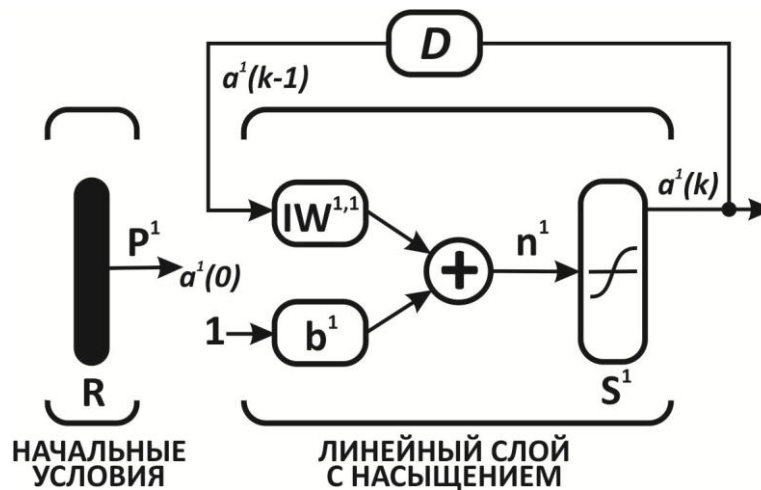 D
a¹(k-1)
a¹(k)
IW¹,¹
P¹
a¹(0)
+
n¹
1
b¹
R
S¹
НАЧАЛЬНЫЕ
УСЛОВИЯ
ЛИНЕЙНЫЙ СЛОЙ
С НАСЫЩЕНИЕМ